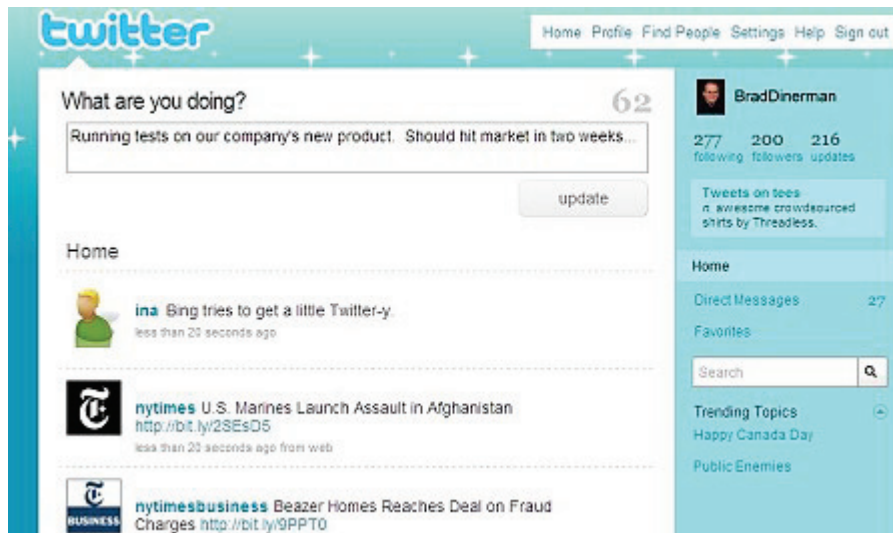 twitter
Home Profile Find People Settings Help Sign out
What are you doing?
62
Running tests on our company's new product. Should hit market in two weeks...
update
Home
ina Bing tries to get a little Twitter-y.
less than 20 seconds ago
nytimes U.S. Marines Launch Assault in Afghanistan
http://bit.ly/2SEsD5
less than 20 seconds ago from web
BUSINESS
nytimesbusiness Beazer Homes Reaches Deal on Fraud
Charges http://bit.ly/9PPT0
BradDinerman
277 200 216
following followers updates
Tweets on tees
awesome crowdsourced
shirts by Threadless.
Home
Direct Messages 27
Favorites
Search
Trending Topics
Happy Canada Day
Public Enemies